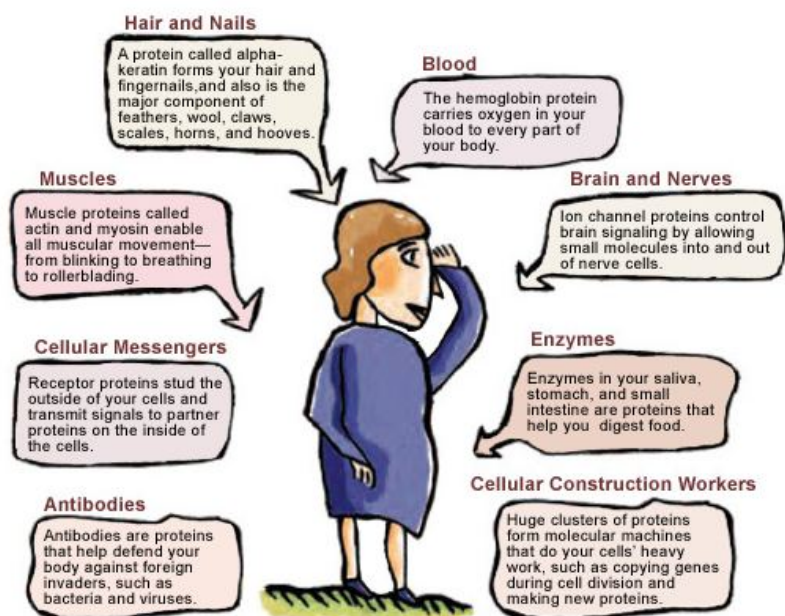 Hair and Nails
A protein called alpha-
keratin forms your hair and
fingernails,and also is the
major component of
feathers, wool, claws,
scales, horns, and hooves.
Blood
The hemoglobin protein
carries oxygen in your
blood to every part of
your body.
Muscles
Muscle proteins called
actin and myosin enable
all muscular movement—
from blinking to breathing
to rollerblading.
Brain and Nerves
Ion channel proteins control
brain signaling by allowing
small molecules into and out
of nerve cells.
Cellular Messengers
Receptor proteins stud the
outside of your cells and
transmit signals to partner
proteins on the inside of
the cells.
Enzymes
Enzymes in your saliva,
stomach, and small
intestine are proteins that
help you digest food.
Antibodies
Antibodies are proteins
that help defend your
body against foreign
invaders, such as
bacteria and viruses.
Cellular Construction Workers
Huge clusters of proteins
form molecular machines
that do your cells' heavy
work, such as copying genes
during cell division and
making new proteins.